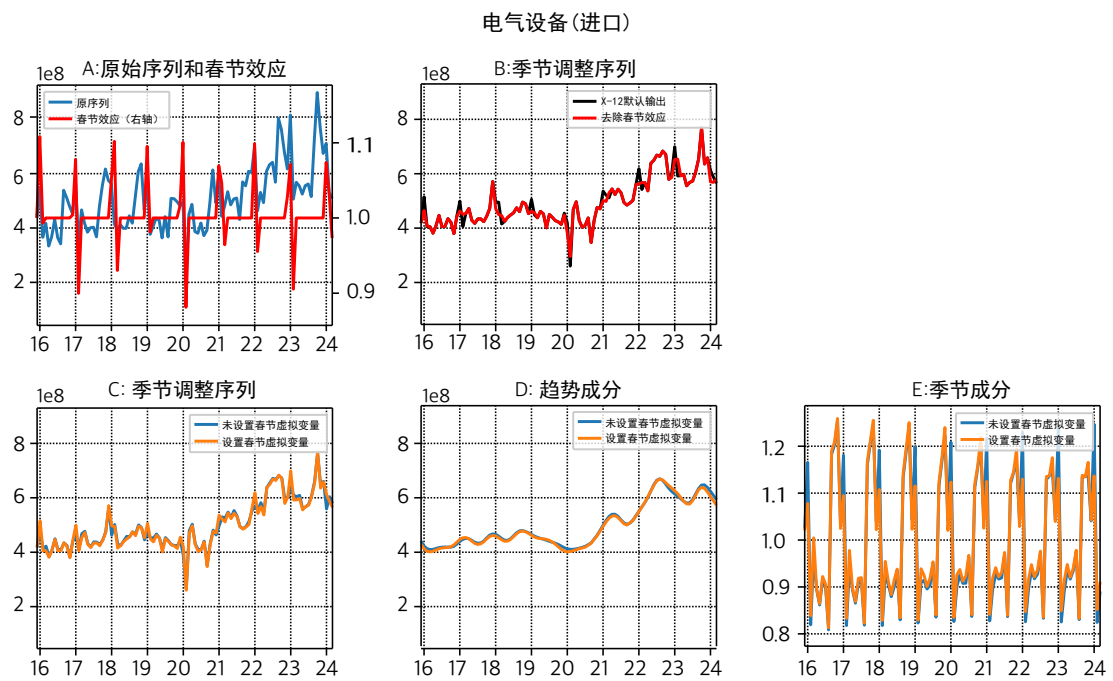 电气设备(进口)
A:原始序列和春节效应
1e8
原序列
春节效应（右轴）
8
6
4
2
1.1
1.0
0.9
16 17 18 19 20 21 22 23 24
B:季节调整序列
1e8
X-12默认输出
去除春节效应
8
6
4
2
16 17 18 19 20 21 22 23 24
C: 季节调整序列
1e8
未设置春节虚拟变量
设置春节虚拟变量
8
6
4
2
16 17 18 19 20 21 22 23 24
D: 趋势成分
1e8
未设置春节虚拟变量
设置春节虚拟变量
8
6
4
2
16 17 18 19 20 21 22 23 24
E:季节成分
未设置春节虚拟变量
设置春节虚拟变量
1.2
1.1
1.0
0.9
0.8
16 17 18 19 20 21 22 23 24